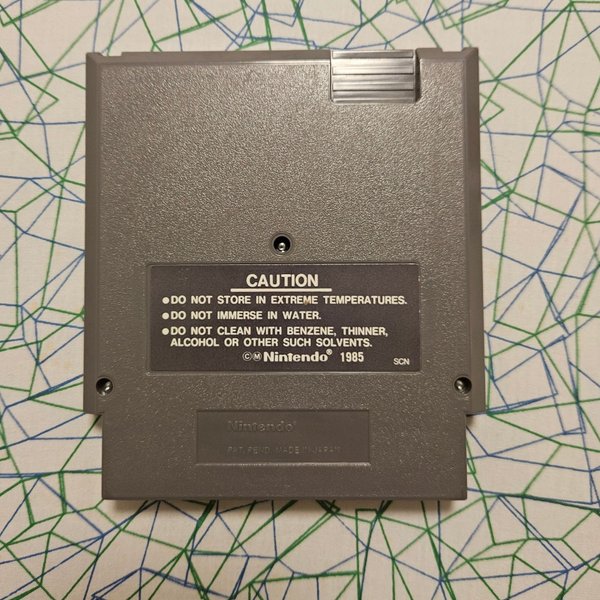 CAUTION
●DO NOT STORE IN EXTREME TEMPERATURES.
●DO NOT IMMERSE IN WATER.
●DO NOT CLEAN WITH BENZENE, THINNER,
ALCOHOL OR OTHER SUCH SOLVENTS.
©Ⓜ Nintendo® 1985 SCN
Nintendo®
PAT. PEND. MADE IN JAPAN